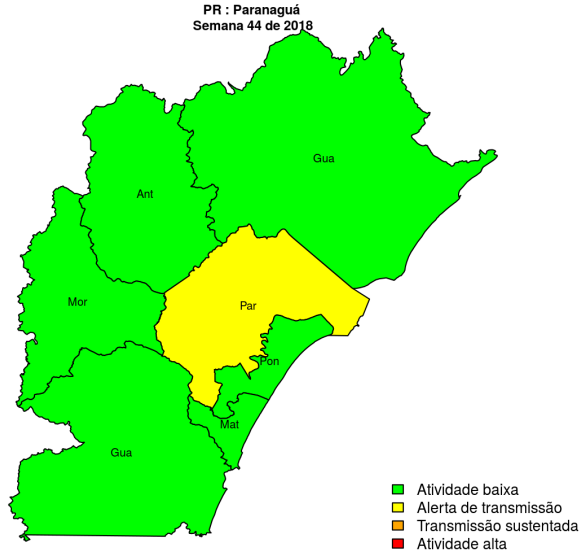 PR : Paranaguá
Semana 44 de 2018
Gua
Ant
Mor
Par
Pon
Mat
Gua
Atividade baixa
Alerta de transmissão
Transmissão sustentada
Atividade alta